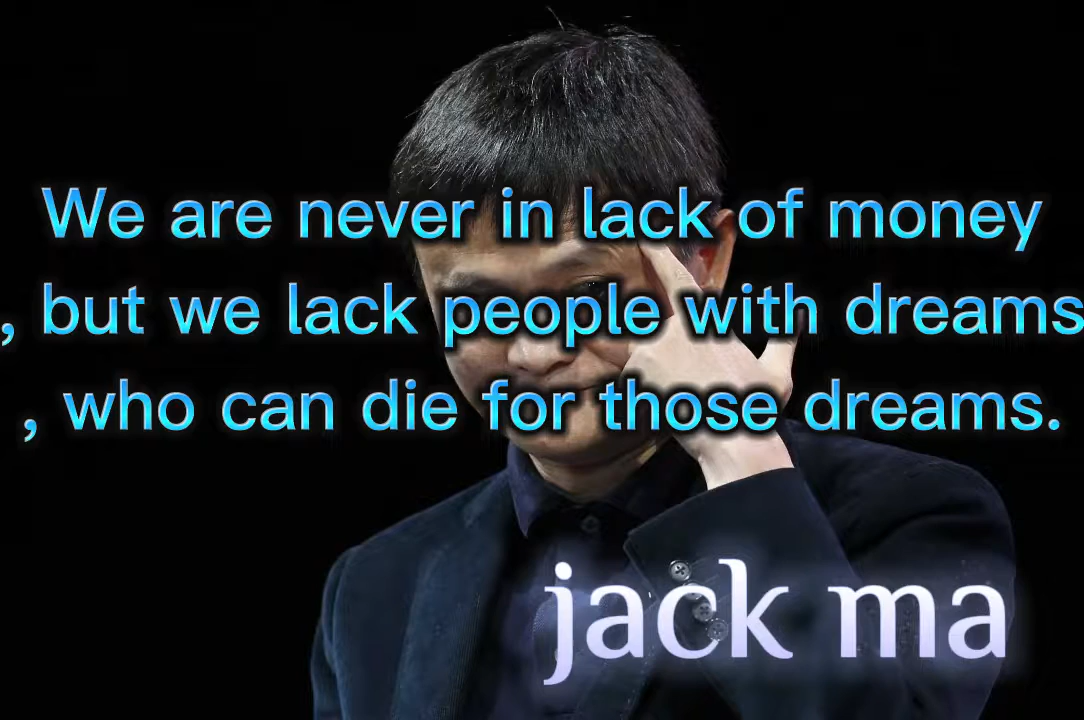 We are never in lack of money
, but we lack people with dreams
, who can die for those dreams.
jack ma